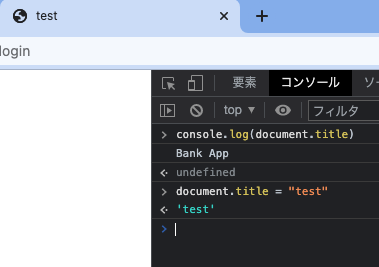 test
login
要素
コンソール
ソー
top
フィルタ
console.log(document.title)
Bank App
undefined
document.title = "test"
'test'